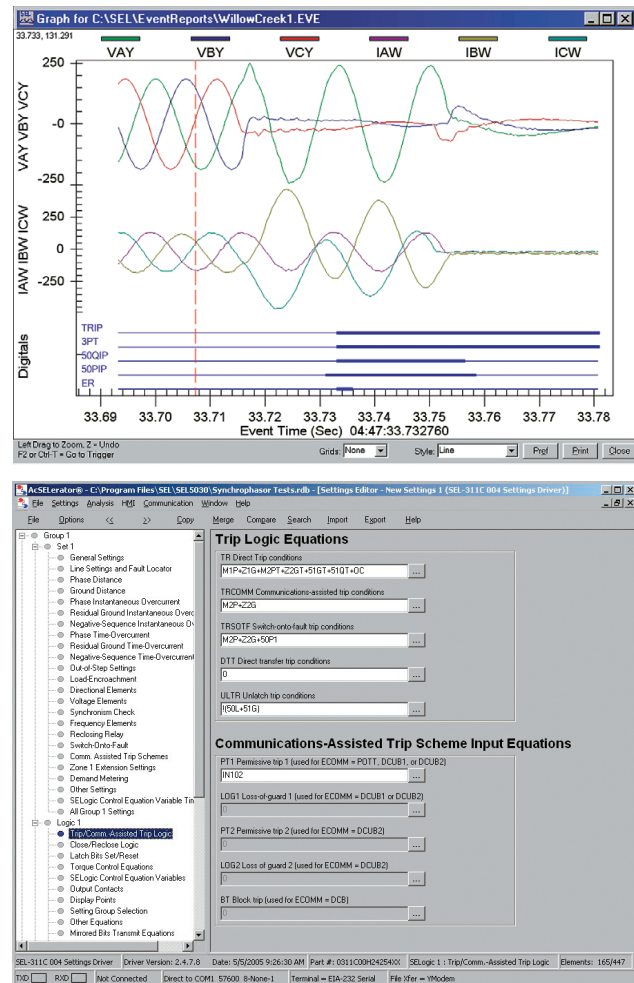 Graph for C:\SEL\EventReports\WillowCreek1.EVE
33.733, 131.291
VAY VBY VCY IAW IBW ICW
250
-0
-250
VAY VBY VCY
250
0
-250
IAW IBW ICW
Digitals
TRIP
3PT
50QIP
50PIP
ER
33.69 33.70 33.71 33.72 33.73 33.74 33.75 33.76 33.77 33.78
Event Time (Sec) 04:47:33.732760
Left Drag to Zoom, Z = Undo
F2 or Ctrl-T = Go to Trigger
Grids: None Style: Line Pref Print Close
AcSELerator® - C:\Program Files\SEL\SEL5030\Synchrophasor Tests.rdb - [Settings Editor - New Settings 1 (SEL-311C 004 Settings Driver)]
File Settings Analysis HMI Communication Window Help
File Options << >> Copy Merge Compare Search Import Export Help
Group 1
Set 1
General Settings
Line Settings and Fault Locator
Phase Distance
Ground Distance
Phase Instantaneous Overcurrent
Residual Ground Instantaneous Overc
Negative-Sequence Instantaneous Ov
Phase Time-Overcurrent
Residual Ground Time-Overcurrent
Negative-Sequence Time-Overcurrent
Out-of-Step Settings
Load-Encroachment
Directional Elements
Voltage Elements
Synchronism Check
Frequency Elements
Reclosing Relay
Switch-Onto-Fault
Comm. Assisted Trip Schemes
Zone 1 Extension Settings
Demand Metering
Other Settings
SELogic Control Equation Variable Tim
All Group 1 Settings
Logic 1
Trip/Comm.-Assisted Trip Logic
Close/Reclose Logic
Latch Bits Set/Reset
Torque Control Equations
SELogic Control Equation Variables
Output Contacts
Display Points
Setting Group Selection
Other Equations
Mirrored Bits Transmit Equations
Trip Logic Equations
TR Direct Trip conditions
M1P+Z1G+M2PT+Z2GT+51GT+51QT+OC
...
TRCOMM Communications-assisted trip conditions
M2P+Z2G
...
TRSOTF Switch-onto-fault trip conditions
M2P+Z2G+50P1
...
DTT Direct transfer trip conditions
0
...
ULTR Unlatch trip conditions
!(50L+51G)
...
Communications-Assisted Trip Scheme Input Equations
PT1 Permissive trip 1 (used for ECOMM = POTT, DCUB1, or DCUB2)
IN102
...
LOG1 Loss-of-guard 1 (used for ECOMM = DCUB1 or DCUB2)
0
...
PT2 Permissive trip 2 (used for ECOMM = DCUB2)
0
...
LOG2 Loss of guard 2 (used for ECOMM = DCUB2)
0
...
BT Block trip (used for ECOMM = DCB)
0
...
SEL-311C 004 Settings Driver Driver Version: 2.4.7.8 Date: 5/5/2005 9:26:30 AM Part #: 0311C00H24254XX SELogic 1 : Trip/Comm.-Assisted Trip Logic Elements: 165/447
TXD RXD Not Connected Direct to COM1 57600 8-None-1 Terminal = EIA-232 Serial File Xfer = YModem